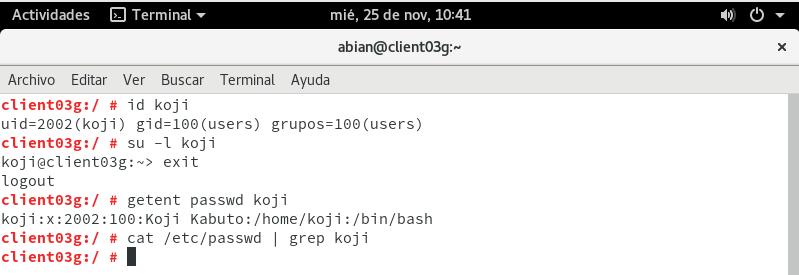 Actividades Terminal mié, 25 de nov, 10:41
abian@client03g:~
Archivo Editar Ver Buscar Terminal Ayuda
client03g:/ # id koji
uid=2002(koji) gid=100(users) grupos=100(users)
client03g:/ # su -l koji
koji@client03g:~> exit
logout
client03g:/ # getent passwd koji
koji:x:2002:100:Koji Kabuto:/home/koji:/bin/bash
client03g:/ # cat /etc/passwd | grep koji
client03g:/ #